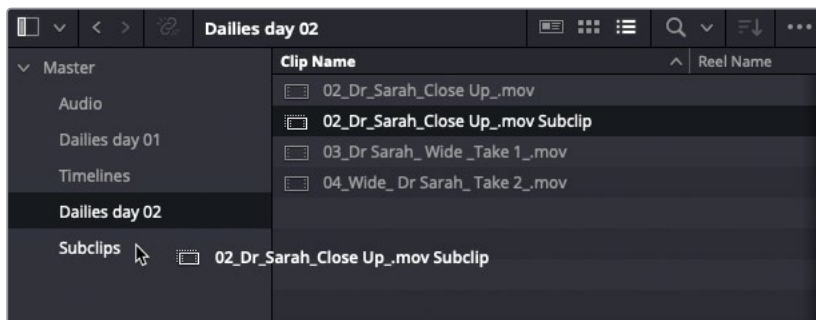 Dailies day 02
Master
Audio
Dailies day 01
Timelines
Dailies day 02
Subclips
Clip Name
Reel Name
02_Dr_Sarah_Close Up_.mov
02_Dr_Sarah_Close Up_.mov Subclip
03_Dr Sarah_ Wide _Take 1_.mov
04_Wide_ Dr Sarah_ Take 2_.mov
02_Dr_Sarah_Close Up_.mov Subclip